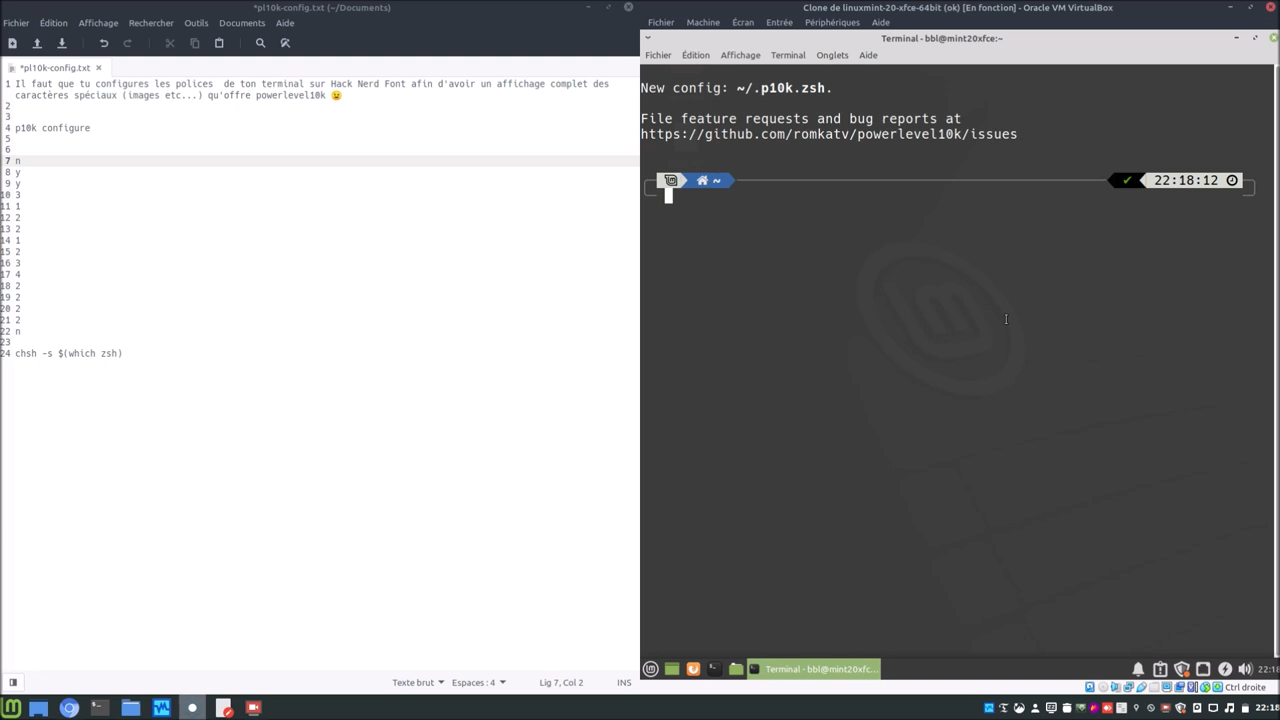 *pl10k-config.txt (~/Documents)
Fichier Édition Affichage Rechercher Outils Documents Aide
*pl10k-config.txt
1 Il faut que tu configures les polices  de ton terminal sur Hack Nerd Font afin d'avoir un affichage complet des
caractères spéciaux (images etc...) qu'offre powerlevel10k 😉
2
3
4 p10k configure
5
6
7 n
8 y
9 y
10 3
11 1
12 2
13 2
14 1
15 2
16 3
17 4
18 2
19 2
20 2
21 2
22 n
23
24 chsh -s $(which zsh)
Texte brut Espaces : 4 Lig 7, Col 2 INS
Clone de linuxmint-20-xfce-64bit (ok) [En fonction] - Oracle VM VirtualBox
Fichier Machine Écran Entrée Périphériques Aide
Terminal - bbl@mint20xfce:~
Fichier Édition Affichage Terminal Onglets Aide
New config: ~/.p10k.zsh.
File feature requests and bug reports at
https://github.com/romkatv/powerlevel10k/issues
~ ✓ 22:18:12
Terminal - bbl@mint20xfc... 22:18
Ctrl droite
22:18